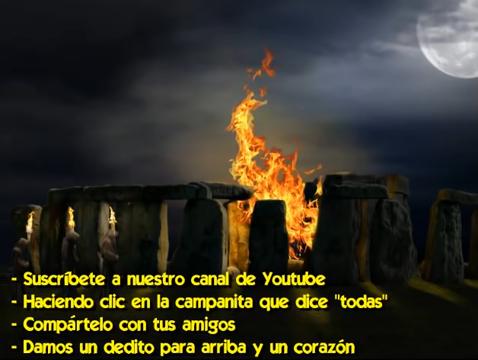 - Suscríbete a nuestro canal de Youtube
- Haciendo clic en la campanita que dice "todas"
- Compártelo con tus amigos
- Damos un dedito para arriba y un corazón